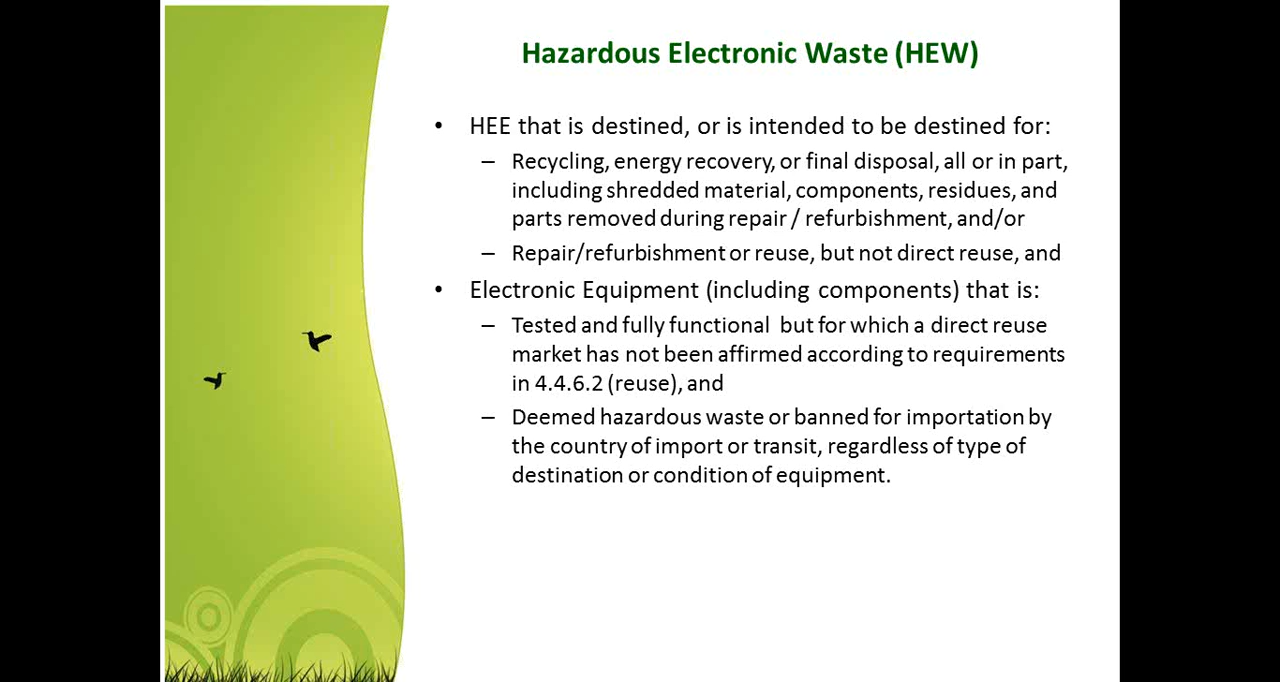 Hazardous Electronic Waste (HEW)
• HEE that is destined, or is intended to be destined for:
– Recycling, energy recovery, or final disposal, all or in part,
including shredded material, components, residues, and
parts removed during repair / refurbishment, and/or
– Repair/refurbishment or reuse, but not direct reuse, and
• Electronic Equipment (including components) that is:
– Tested and fully functional but for which a direct reuse
market has not been affirmed according to requirements
in 4.4.6.2 (reuse), and
– Deemed hazardous waste or banned for importation by
the country of import or transit, regardless of type of
destination or condition of equipment.